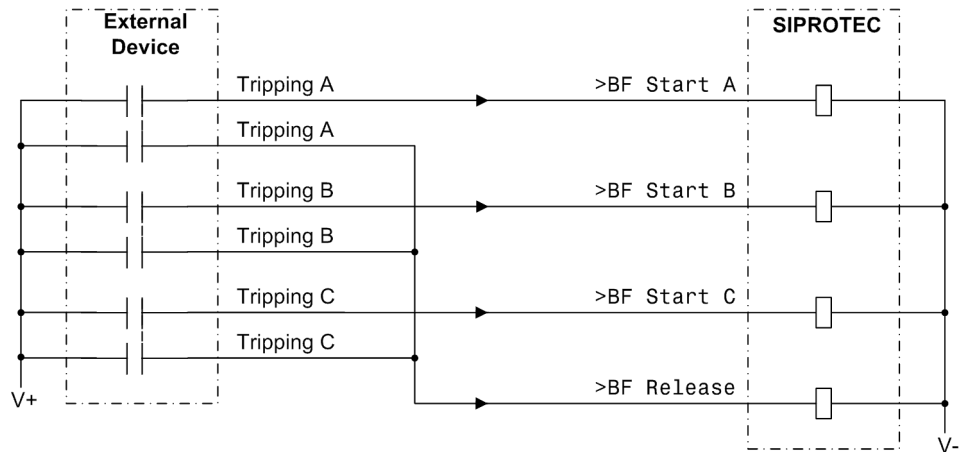 External
Device
SIPROTEC
Tripping A
>BF Start A
Tripping A
Tripping B
>BF Start B
Tripping B
Tripping C
>BF Start C
Tripping C
>BF Release
V+
V-